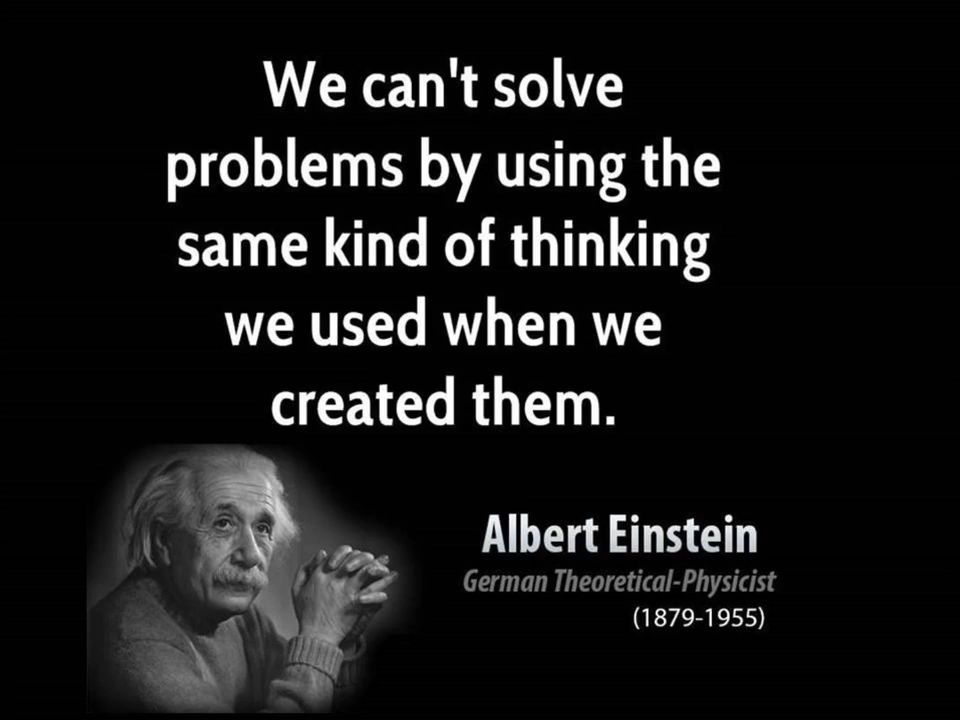 We can't solve
problems by using the
same kind of thinking
we used when we
created them.
Albert Einstein
German Theoretical-Physicist
(1879-1955)